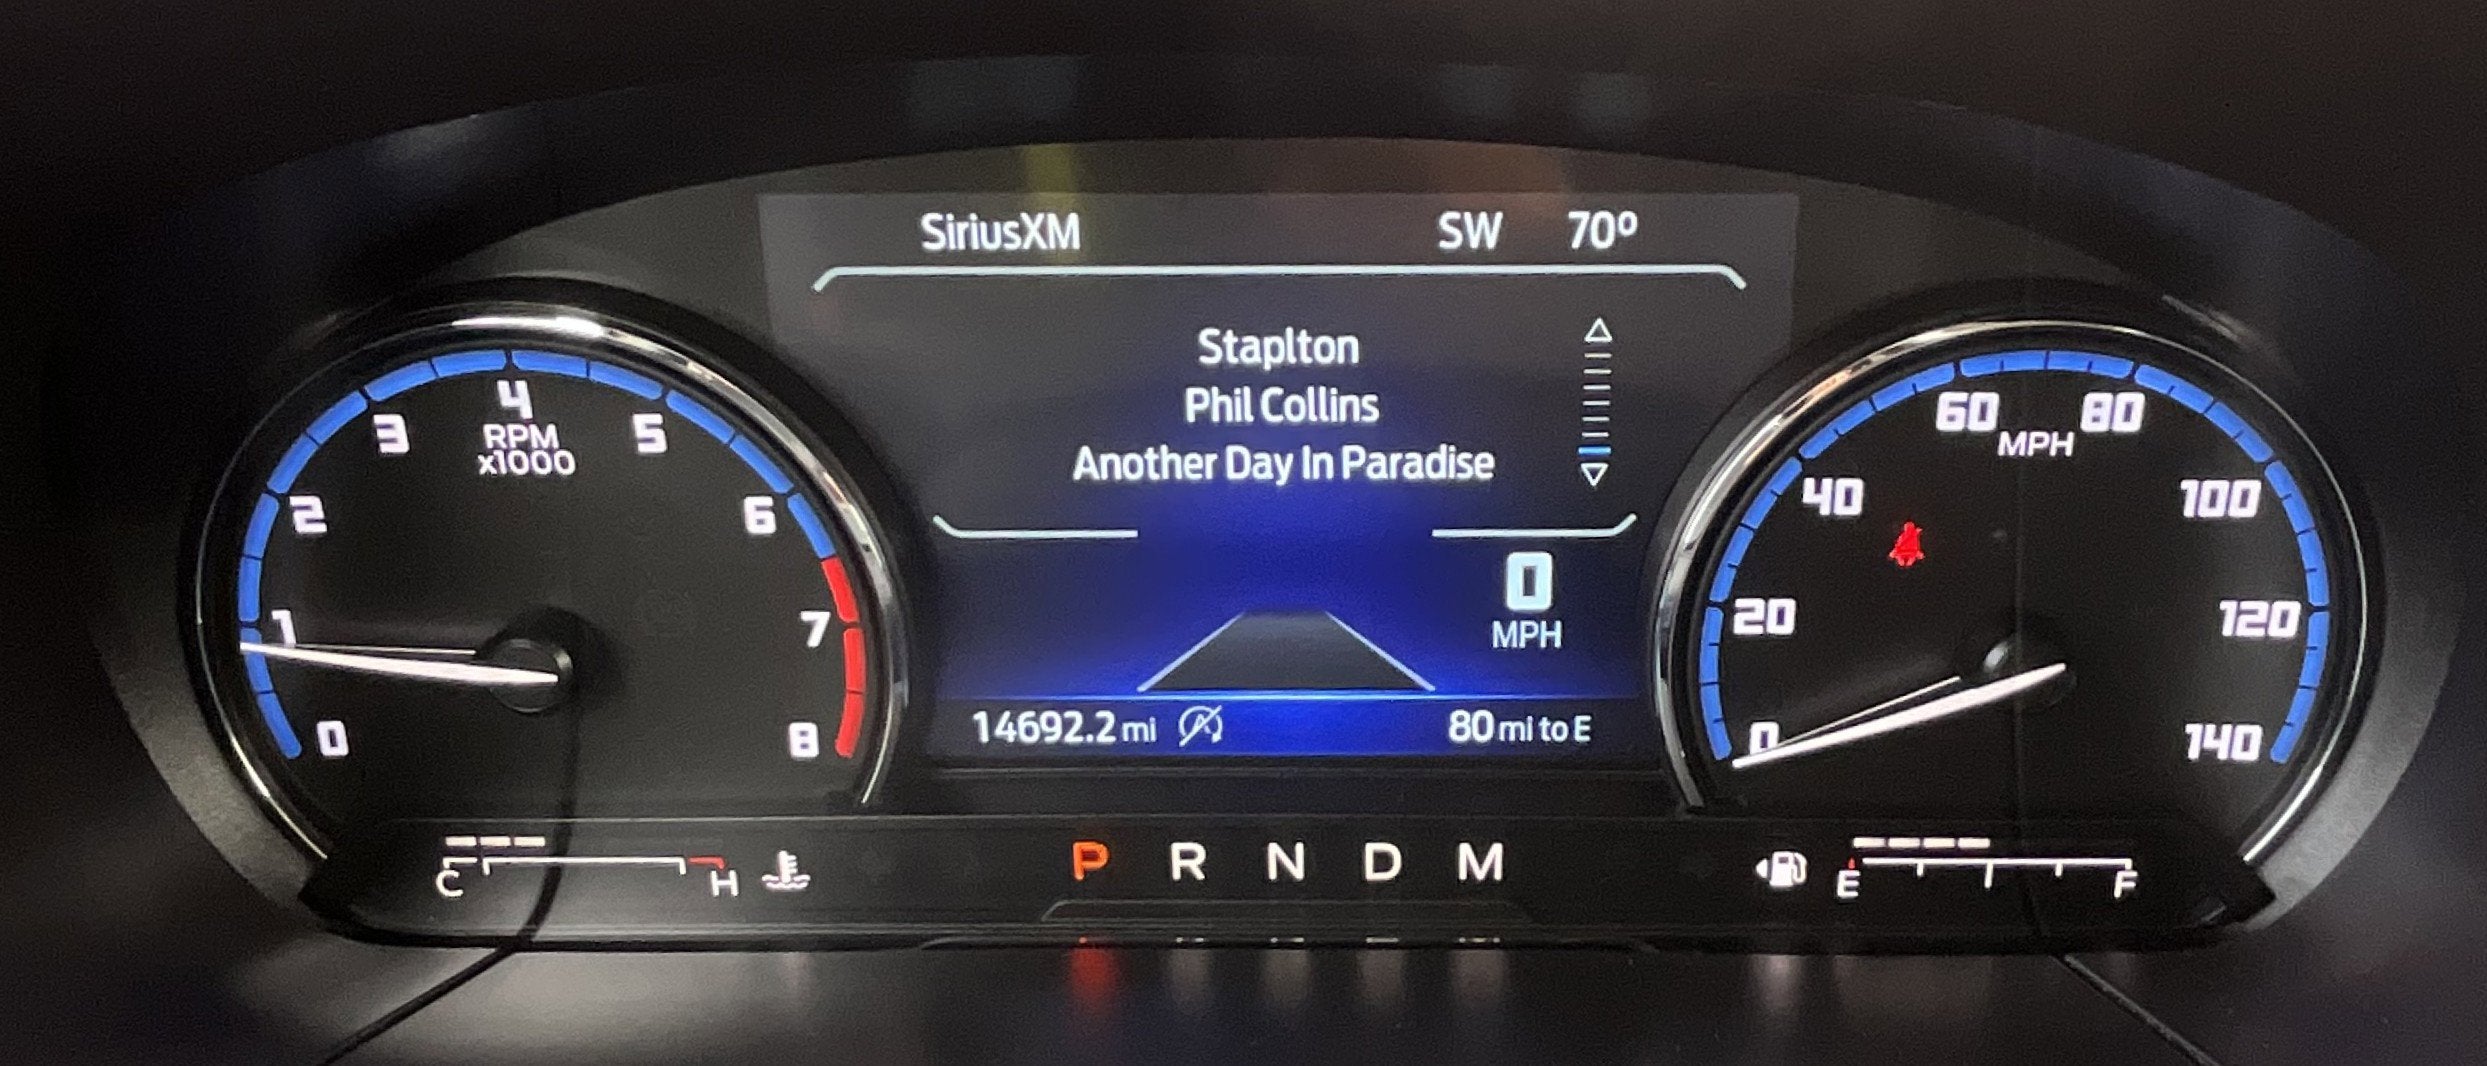 SiriusXM SW 70º
Staplton
Phil Collins
Another Day In Paradise
0
MPH
14692.2 mi A 80 mi to E
0
1
2
3
4
5
6
7
8
RPM
x1000
0
20
40
60
80
100
120
140
MPH
C H
P R N D M
E F